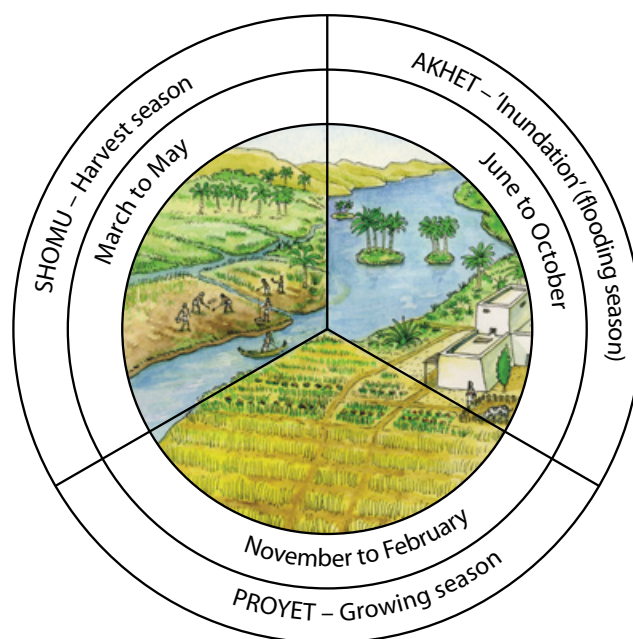 SHOMU – Harvest season
March to May
AKHET – ‘Inundation’ (flooding season)
June to October
November to February
PROYET – Growing season